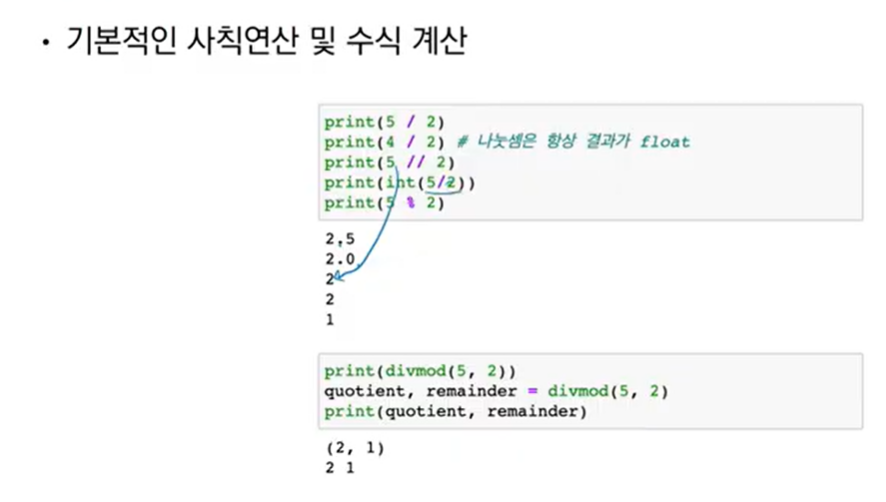 • 기본적인 사칙연산 및 수식 계산
print(5 / 2)
print(4 / 2) # 나눗셈은 항상 결과가 float
print(5 // 2)
print(int(5/2))
print(5 % 2)
2.5
2.0
2
2
1
print(divmod(5, 2))
quotient, remainder = divmod(5, 2)
print(quotient, remainder)
(2, 1)
2 1